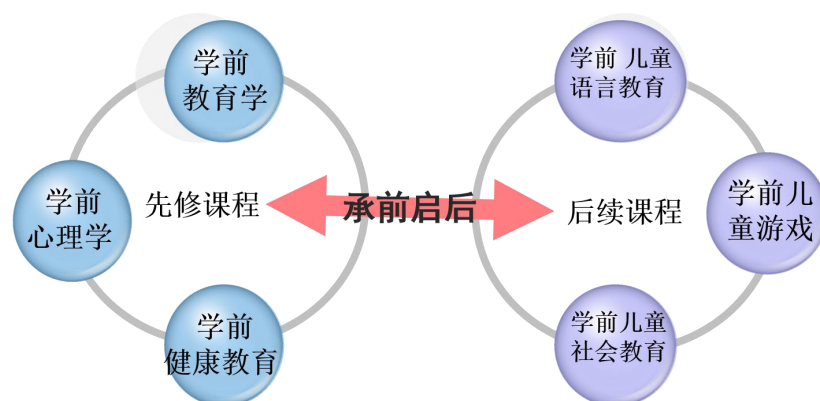 学前
教育学
学前
心理学
先修课程
学前
健康教育
承前启后
学前 儿童
语言教育
后续课程
学前儿
童游戏
学前儿童
社会教育